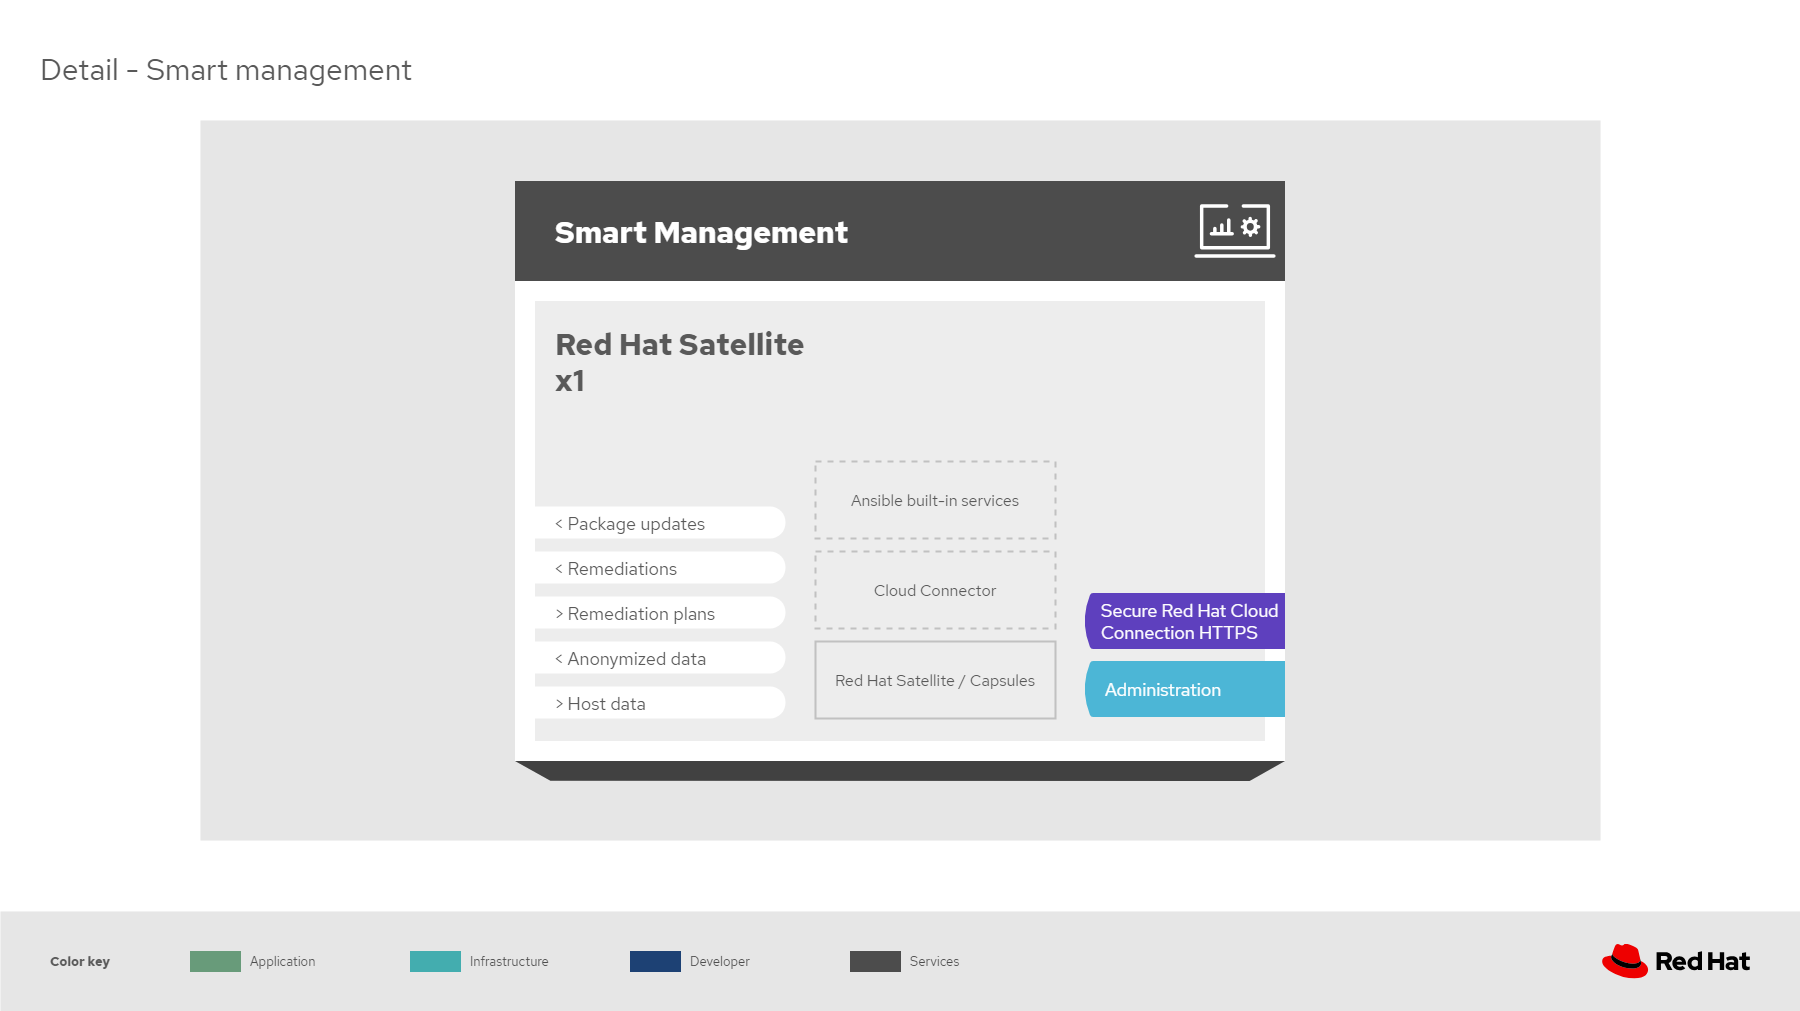 Detail - Smart management
Smart Management
Red Hat Satellite
x1
Ansible built-in services
< Package updates
< Remediations
Cloud Connector
> Remediation plans
Secure Red Hat Cloud
Connection HTTPS
< Anonymized data
Red Hat Satellite / Capsules
Administration
> Host data
Color key
Application
Infrastructure
Developer
Services
Red Hat